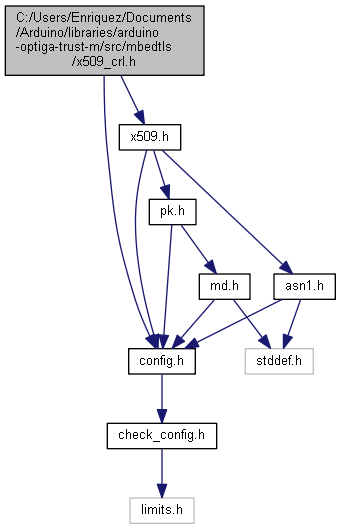 C:/Users/Enriquez/Documents
/Arduino/libraries/arduino
-optiga-trust-m/src/mbedtls
/x509_crl.h
x509.h
pk.h
md.h
asn1.h
config.h
stddef.h
check_config.h
limits.h